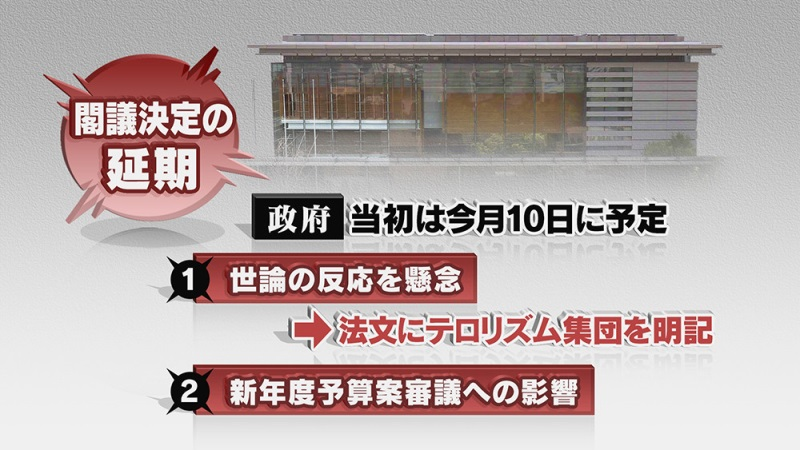 閣議決定の
延期
政府 当初は今月10日に予定
1 世論の反応を懸念
➡法文にテロリズム集団を明記
2 新年度予算案審議への影響